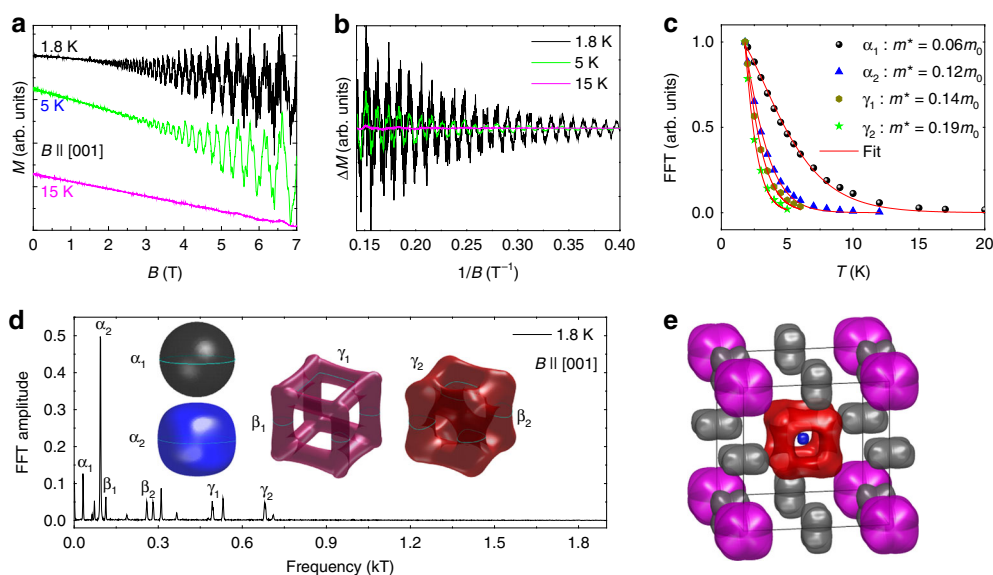 a
M (arb. units)
1.8 K
5 K
B || [001]
15 K
0 1 2 3 4 5 6 7
B (T)
b
ΔM (arb. units)
1.8 K
5 K
15 K
0.15 0.20 0.25 0.30 0.35 0.40
1/B (T⁻¹)
c
FFT (arb. units)
1.0
0.5
0.0
α₁ : m* = 0.06m₀
α₂ : m* = 0.12m₀
γ₁ : m* = 0.14m₀
γ₂ : m* = 0.19m₀
Fit
0 5 10 15 20
T (K)
d
FFT amplitude
0.5
0.4
0.3
0.2
0.1
0.0
α₂
α₁
β₁
β₂
γ₁
γ₂
α₁
α₂
γ₁
β₁
γ₂
β₂
1.8 K
B || [001]
0.0 0.3 0.6 0.9 1.2 1.5 1.8
Frequency (kT)
e